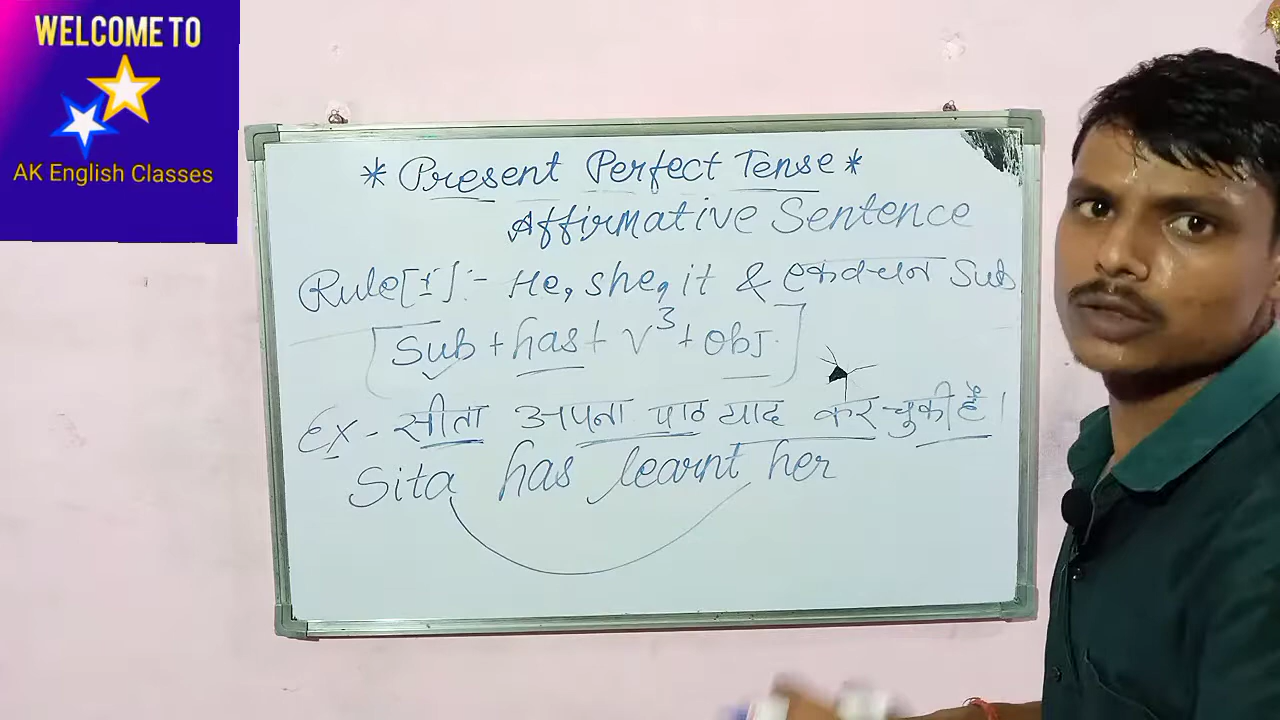 WELCOME TO
AK English Classes
* Present Perfect Tense *
Affirmative Sentence
Rule[1]:- He, she, it & एकवचन Sub
[Sub + has + V³ + obj.]
Ex - सीता अपना पाठ याद कर चुकी है।
Sita has learnt her